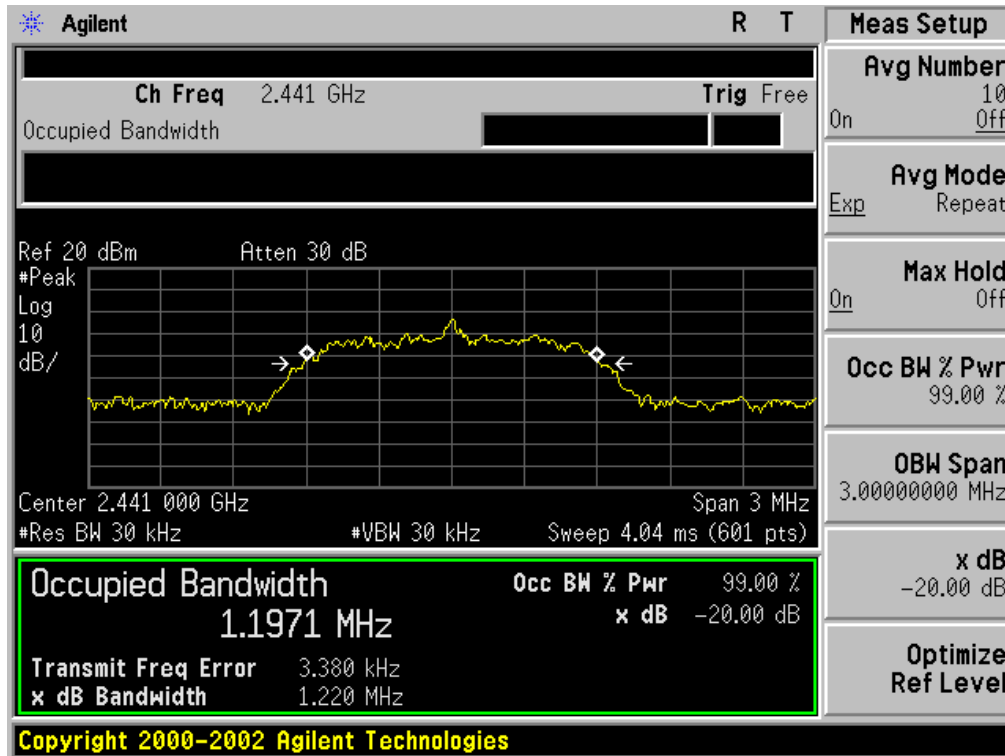 Agilent R T
Ch Freq 2.441 GHz Trig Free
Occupied Bandwidth
Ref 20 dBm Atten 30 dB
#Peak
Log
10
dB/
Center 2.441 000 GHz Span 3 MHz
#Res BW 30 kHz #VBW 30 kHz Sweep 4.04 ms (601 pts)
Occupied Bandwidth
1.1971 MHz
Occ BW % Pwr 99.00 %
x dB -20.00 dB
Transmit Freq Error 3.380 kHz
x dB Bandwidth 1.220 MHz
Copyright 2000-2002 Agilent Technologies
Meas Setup
Avg Number
10
On Off
Avg Mode
Exp Repeat
Max Hold
On Off
Occ BW % Pwr
99.00 %
OBW Span
3.00000000 MHz
x dB
-20.00 dB
Optimize
Ref Level